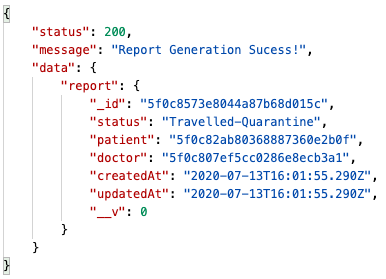 {
"status": 200,
"message": "Report Generation Sucess!",
"data": {
"report": {
"_id": "5f0c8573e8044a87b68d015c",
"status": "Travelled-Quarantine",
"patient": "5f0c82ab80368887360e2b0f",
"doctor": "5f0c807ef5cc0286e8ecb3a1",
"createdAt": "2020-07-13T16:01:55.290Z",
"updatedAt": "2020-07-13T16:01:55.290Z",
"__v": 0
}
}
}